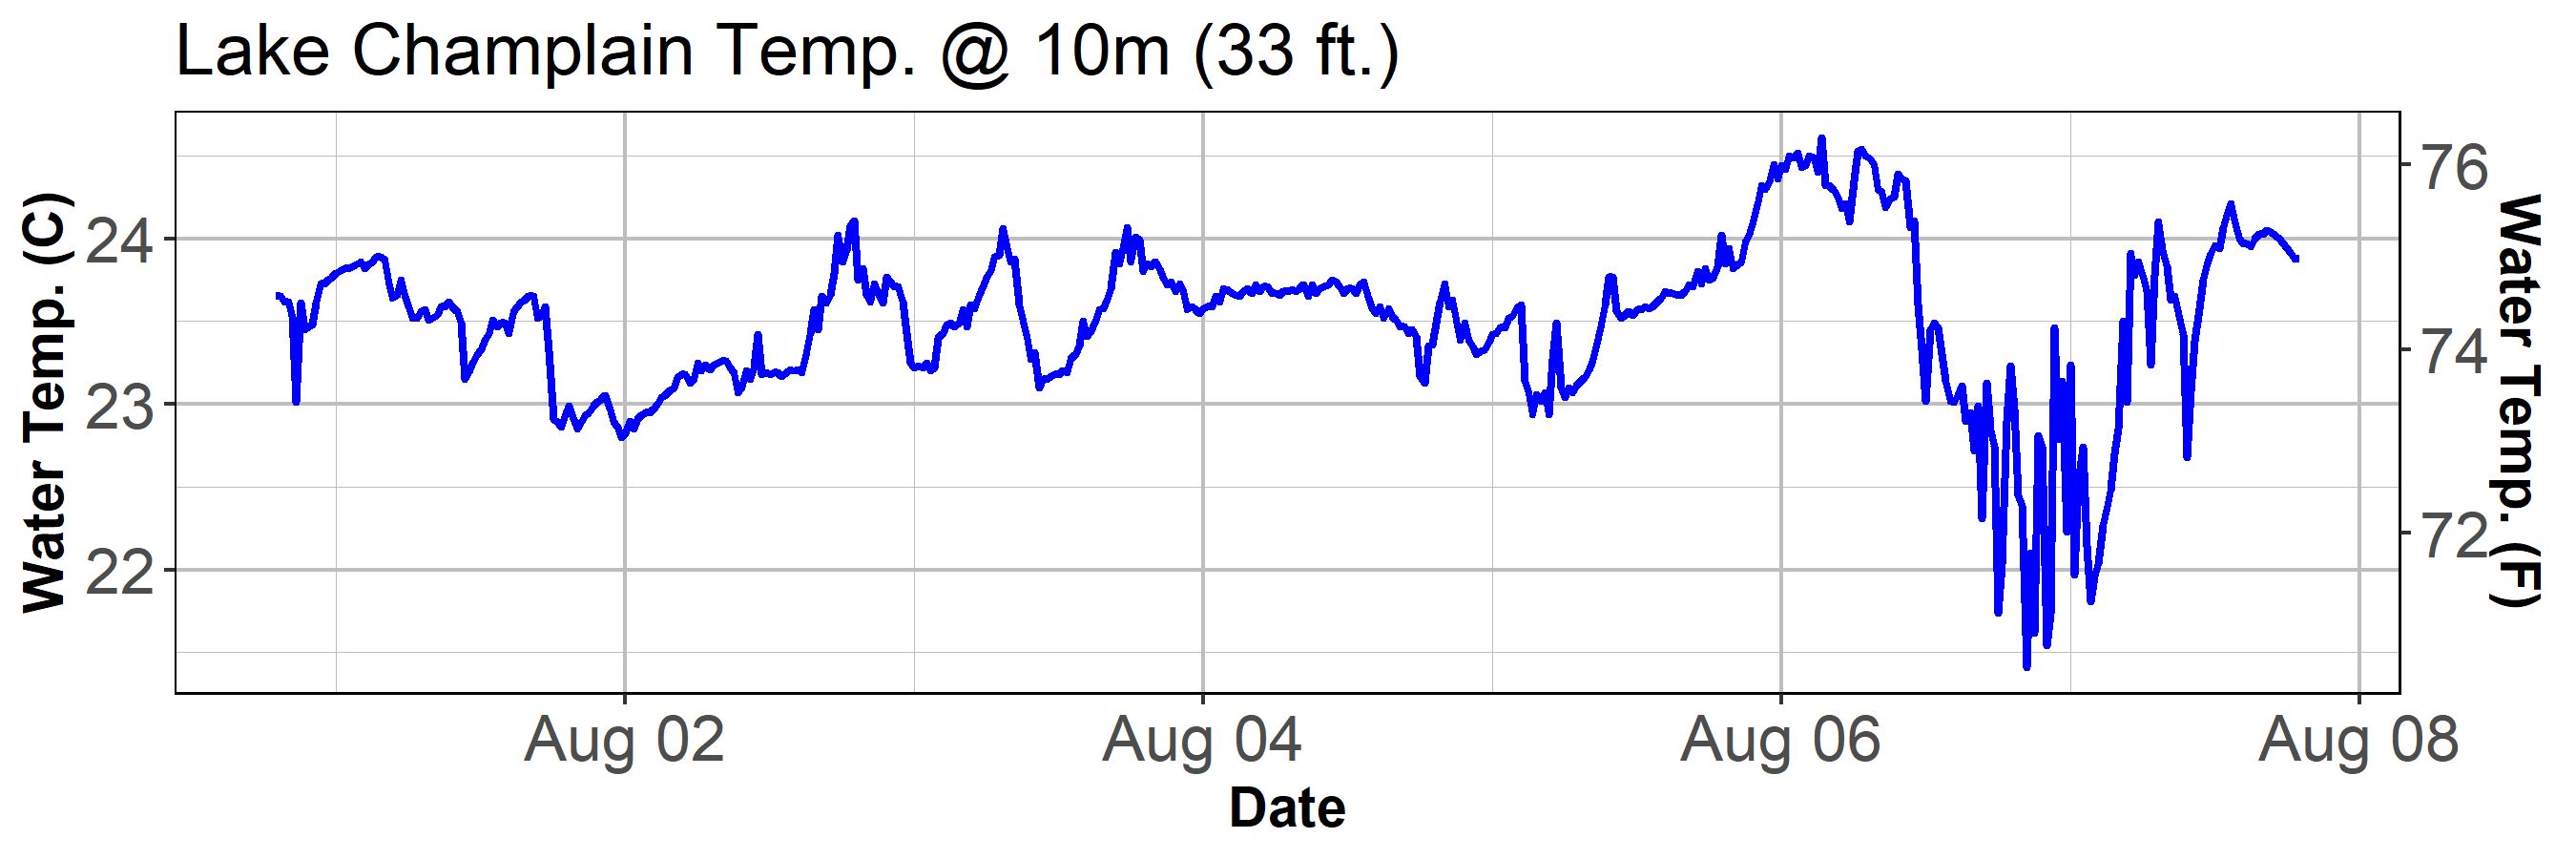 Lake Champlain Temp. @ 10m (33 ft.)
Water Temp. (C)
24
23
22
76
74
72
Water Temp. (F)
Aug 02
Aug 04
Aug 06
Aug 08
Date